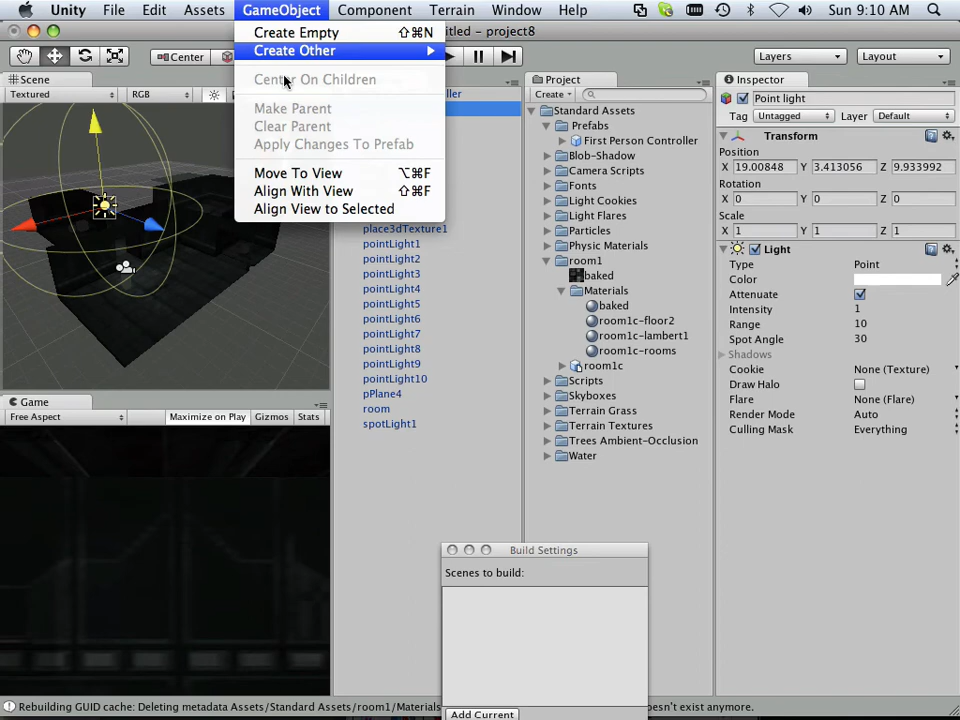 Unity File Edit Assets GameObject Component Terrain Window Help Sun 9:10 AM
titled - project8
Center
Layers Layout
Create Empty ⇧⌘N
Create Other
Center On Children
Make Parent
Clear Parent
Apply Changes To Prefab
Move To View ⌥⌘F
Align With View ⇧⌘F
Align View to Selected
Scene
Textured RGB
Game
Free Aspect Maximize on Play Gizmos Stats
ller
place3dTexture1
pointLight1
pointLight2
pointLight3
pointLight4
pointLight5
pointLight6
pointLight7
pointLight8
pointLight9
pointLight10
pPlane4
room
spotLight1
Project
Create
Standard Assets
Prefabs
First Person Controller
Blob-Shadow
Camera Scripts
Fonts
Light Cookies
Light Flares
Particles
Physic Materials
room1
baked
Materials
baked
room1c-floor2
room1c-lambert1
room1c-rooms
room1c
Scripts
Skyboxes
Terrain Grass
Terrain Textures
Trees Ambient-Occlusion
Water
Inspector
Point light
Tag Untagged Layer Default
Transform
Position
X 19.00848 Y 3.413056 Z 9.933992
Rotation
X 0 Y 0 Z 0
Scale
X 1 Y 1 Z 1
Light
Type Point
Color
Attenuate
Intensity 1
Range 10
Spot Angle 30
Shadows
Cookie None (Texture)
Draw Halo
Flare None (Flare)
Render Mode Auto
Culling Mask Everything
Build Settings
Scenes to build:
Add Current
Rebuilding GUID cache: Deleting metadata Assets/Standard Assets/room1/Materials
oesn't exist anymore.